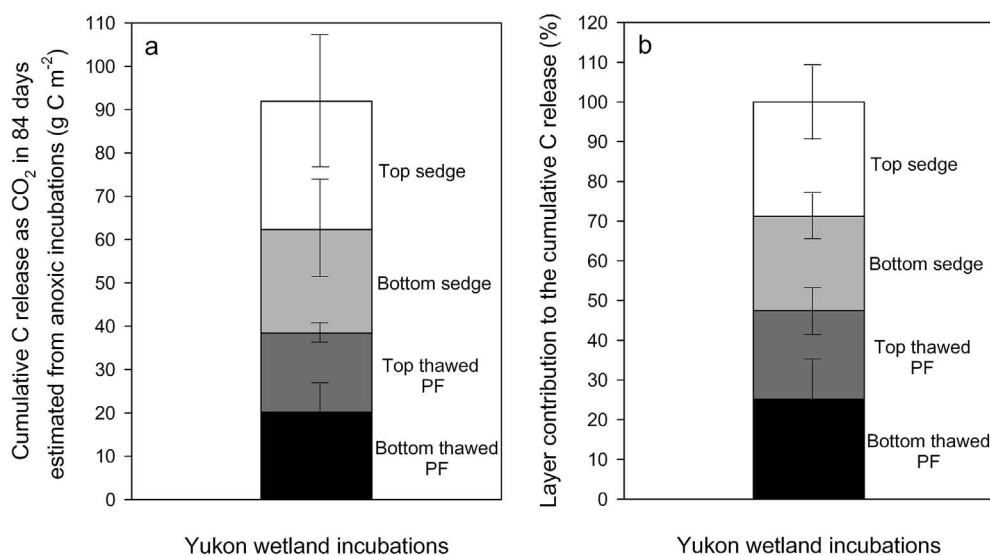 Cumulative C release as CO2 in 84 days
estimated from anoxic incubations (g C m-2)
110
100
90
80
70
60
50
40
30
20
10
0
a
Top sedge
Bottom sedge
Top thawed
PF
Bottom thawed
PF
Yukon wetland incubations
Layer contribution to the cumulative C release (%)
120
110
100
90
80
70
60
50
40
30
20
10
0
b
Top sedge
Bottom sedge
Top thawed
PF
Bottom thawed
PF
Yukon wetland incubations